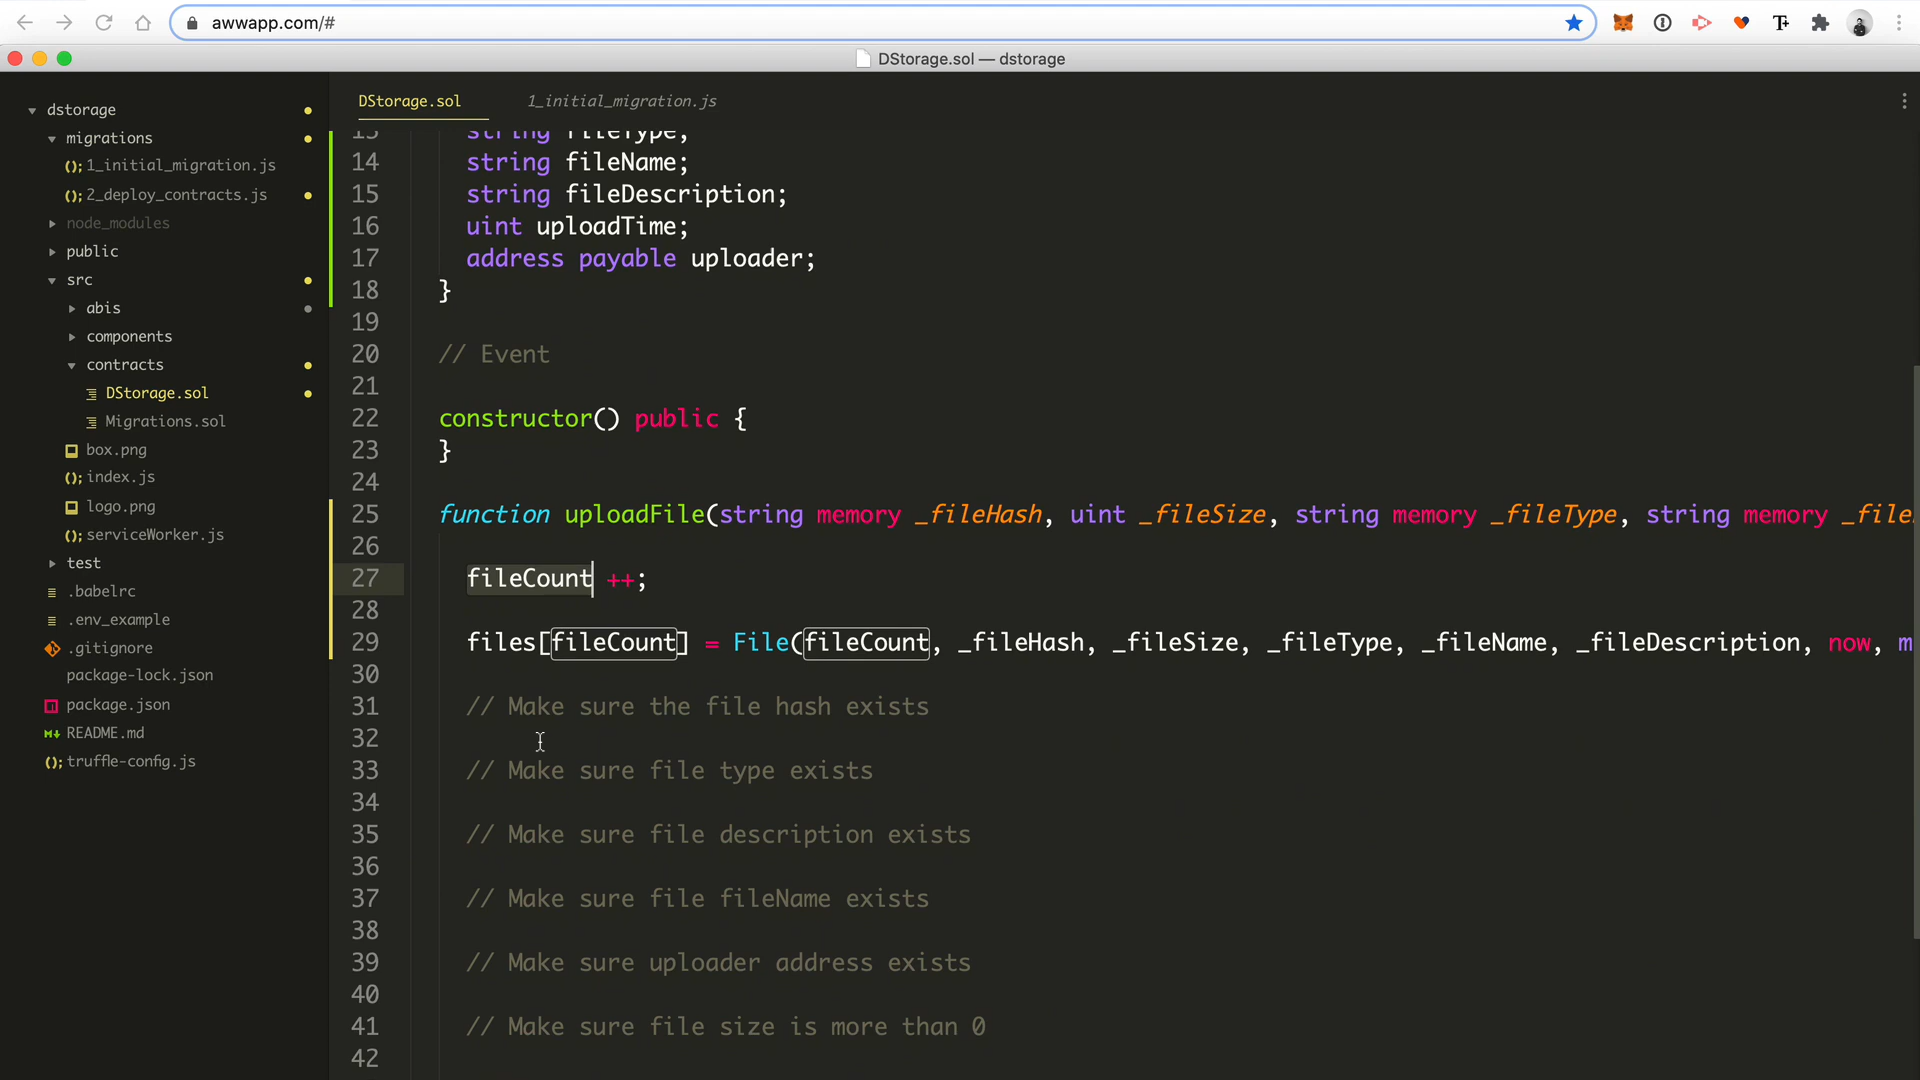 awwapp.com/#
DStorage.sol — dstorage
dstorage
migrations
1_initial_migration.js
2_deploy_contracts.js
node_modules
public
src
abis
components
contracts
DStorage.sol
Migrations.sol
box.png
index.js
logo.png
serviceWorker.js
test
.babelrc
.env_example
.gitignore
package-lock.json
package.json
README.md
truffle-config.js
DStorage.sol
1_initial_migration.js
13 string fileType;
14 string fileName;
15 string fileDescription;
16 uint uploadTime;
17 address payable uploader;
18 }
19
20 // Event
21
22 constructor() public {
23 }
24
25 function uploadFile(string memory _fileHash, uint _fileSize, string memory _fileType, string memory _file
26
27 fileCount ++;
28
29 files[fileCount] = File(fileCount, _fileHash, _fileSize, _fileType, _fileName, _fileDescription, now, m
30
31 // Make sure the file hash exists
32
33 // Make sure file type exists
34
35 // Make sure file description exists
36
37 // Make sure file fileName exists
38
39 // Make sure uploader address exists
40
41 // Make sure file size is more than 0
42